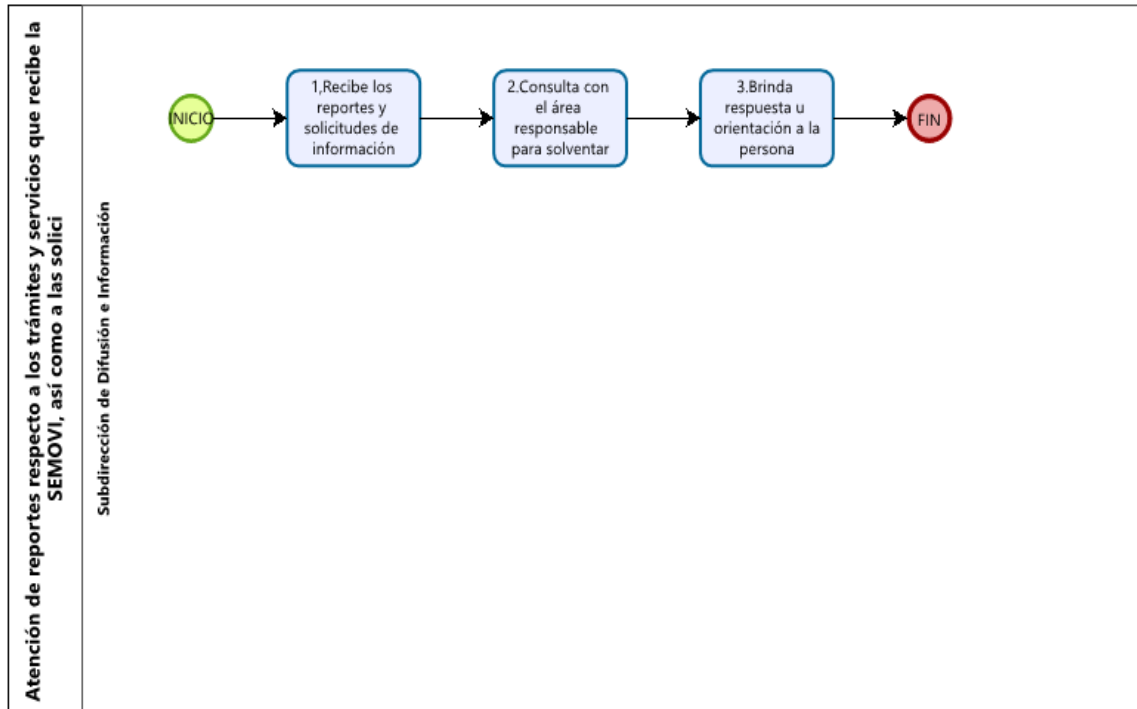 Atención de reportes respecto a los trámites y servicios que recibe la
SEMOVI, así como a las solici
Subdirección de Difusión e Información
INICIO
1,Recibe los
reportes y
solicitudes de
información
2.Consulta con
el área
responsable
para solventar
3.Brinda
respuesta u
orientación a la
persona
FIN